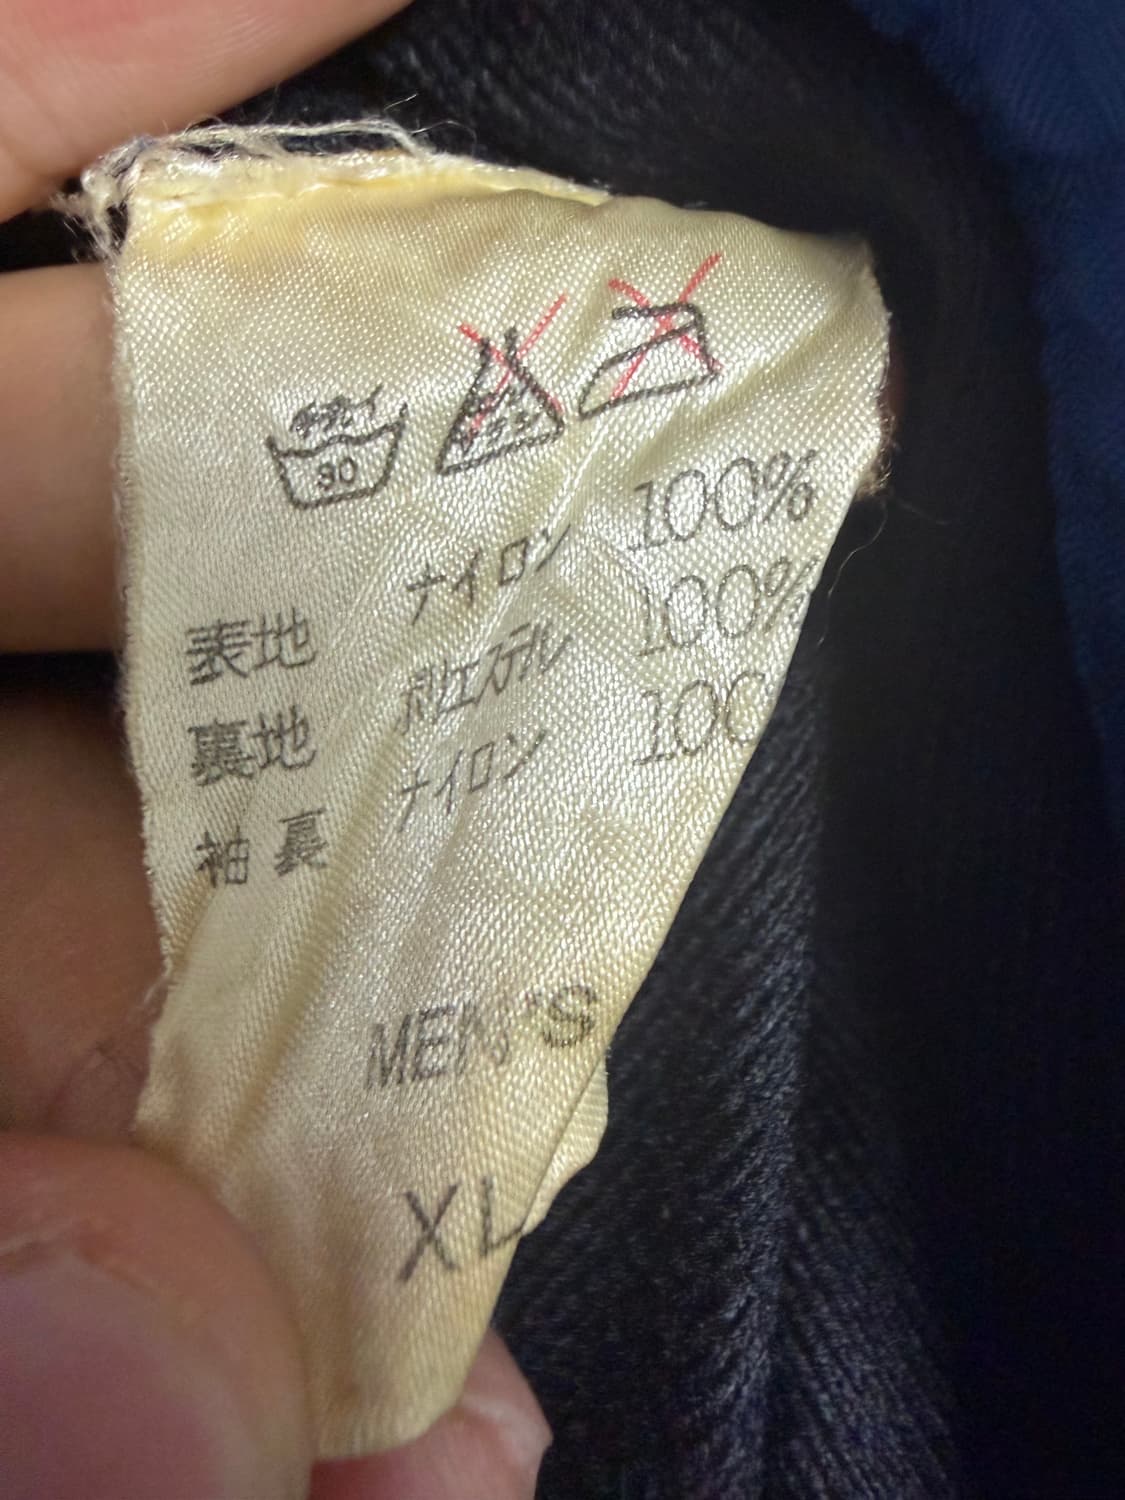 30
表地 ナイロン 100%
裏地 ポリエステル 100%
袖裏 ナイロン 100
MEN'S
XL